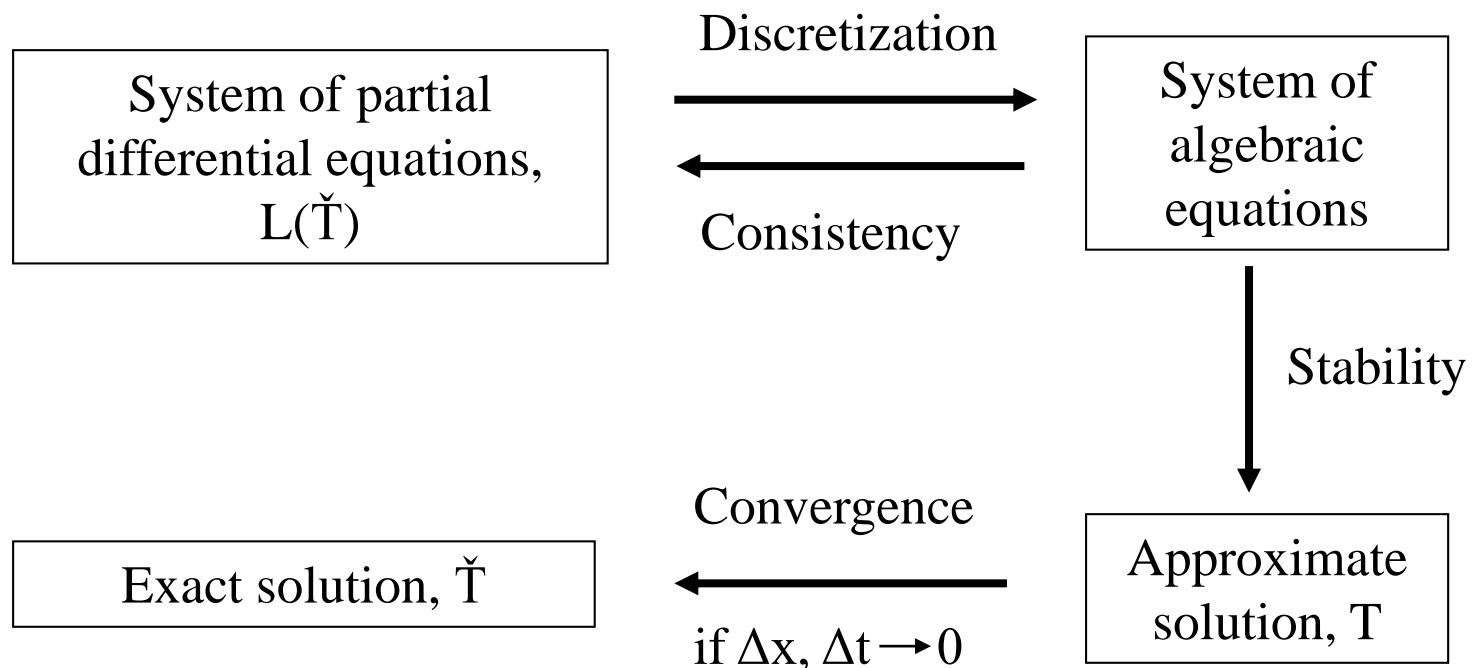 Discretization
System of partial
differential equations,
L(Ť)
System of
algebraic
equations
Consistency
Stability
Convergence
Exact solution, Ť
Approximate
solution, T
if Δx, Δt → 0